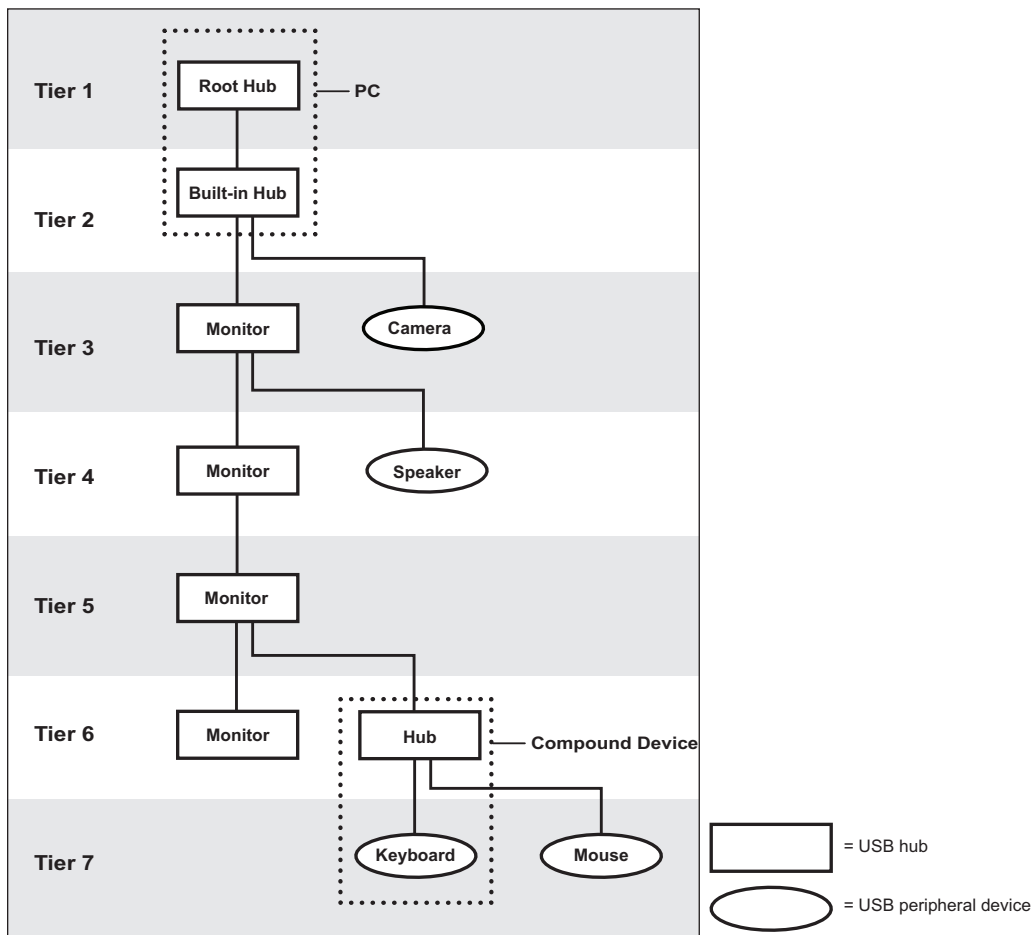 Tier 1
Root Hub
PC
Built-in Hub
Tier 2
Monitor
Camera
Tier 3
Monitor
Speaker
Tier 4
Monitor
Tier 5
Monitor
Hub
Compound Device
Tier 6
Keyboard
Mouse
Tier 7
= USB hub
= USB peripheral device